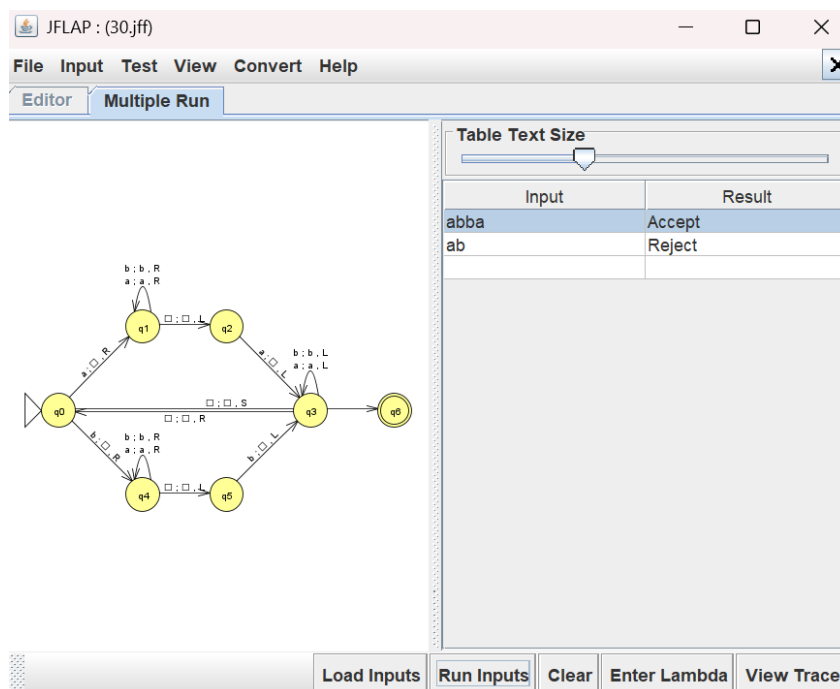 JFLAP : (30.jff)
File Input Test View Convert Help
Editor Multiple Run
Table Text Size
Input Result
abba Accept
ab Reject
b ; b , R
a ; a , R
q1
□ ; □ , L
q2
a ; □ , R
a ; □ , L
b ; b , L
a ; a , L
q0
□ ; □ , S
□ ; □ , R
q3
q6
b ; □ , R
b ; b , R
a ; a , R
b ; □ , L
q4
□ ; □ , L
q5
Load Inputs Run Inputs Clear Enter Lambda View Trace